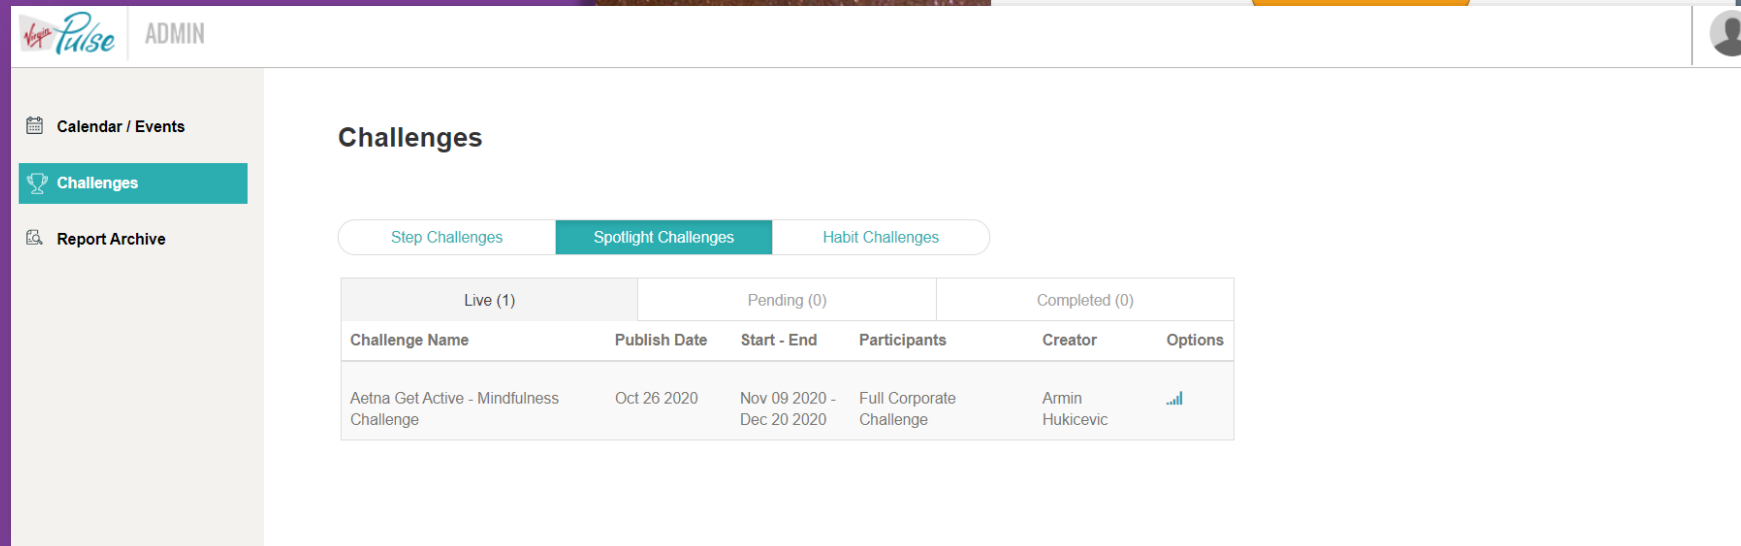 Virgin Pulse ADMIN
Calendar / Events
Challenges
Report Archive
Challenges
Step Challenges Spotlight Challenges Habit Challenges
Live (1) Pending (0) Completed (0)
Challenge Name Publish Date Start - End Participants Creator Options
Aetna Get Active - Mindfulness Oct 26 2020 Nov 09 2020 - Full Corporate Armin
Challenge Dec 20 2020 Challenge Hukicevic